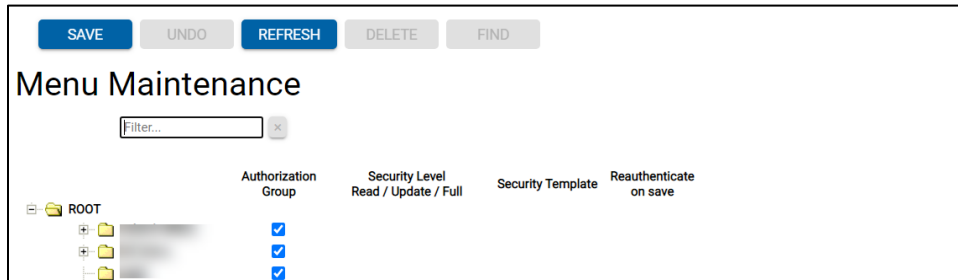 SAVE UNDO REFRESH DELETE FIND
Menu Maintenance
Filter...
Authorization Group
Security Level Read / Update / Full
Security Template
Reauthenticate on save
ROOT